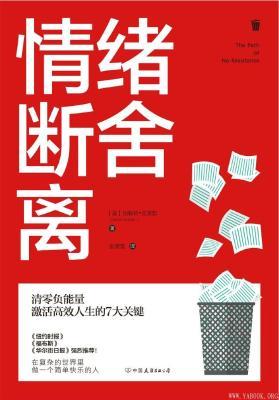 情绪
断舍
离
The Path
of
No Resistance
著
译
清零负能量
激活高效人生的7大关键
《纽约时报》
《福布斯》
《华尔街日报》强烈推荐!
在复杂的世界里
做一个简单快乐的人
中国友谊出版公司
WWW.YABOOK.ORG